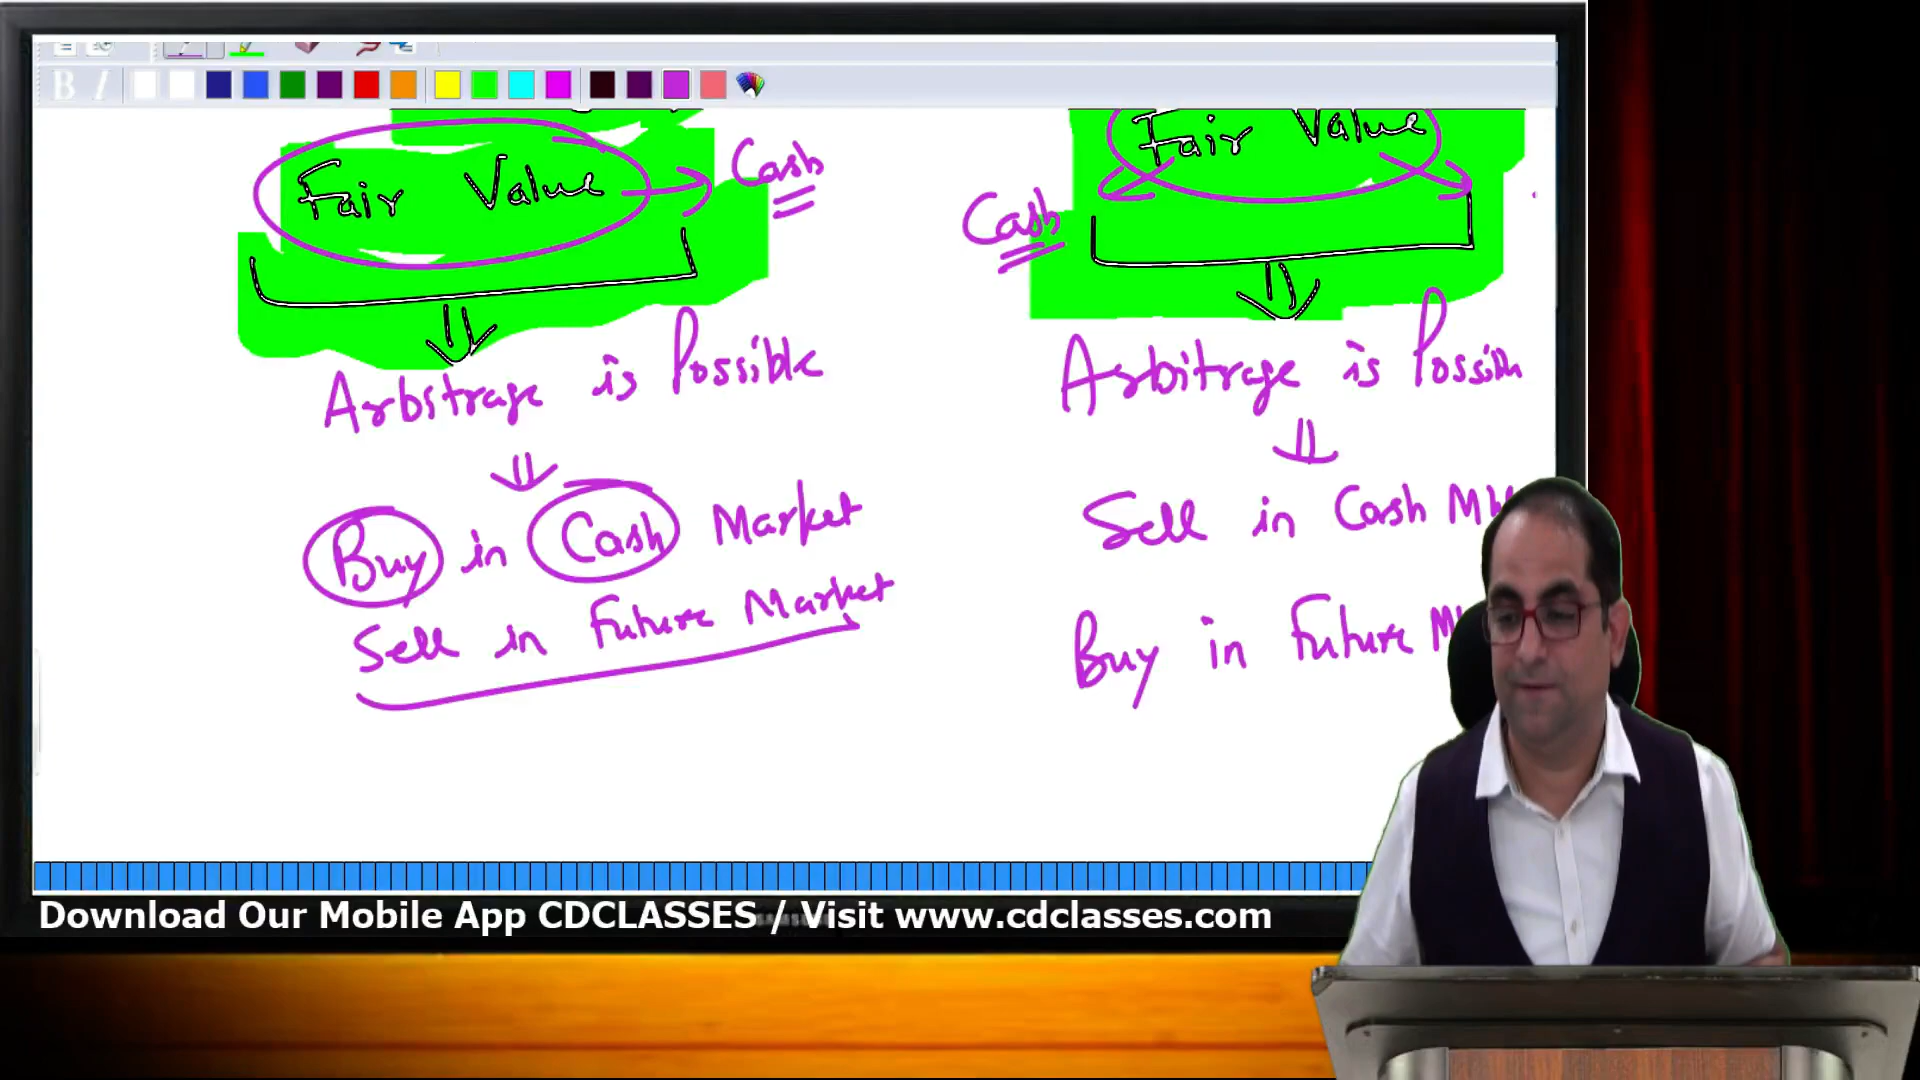 B I
Fair Value
Cash
Arbitrage is Possible
Buy in Cash Market
Sell in Future Market
Fair Value
Cash
Arbitrage is
Sell in Cash
Buy in Future
Download Our Mobile App CDCLASSES / Visit www.cdclasses.com